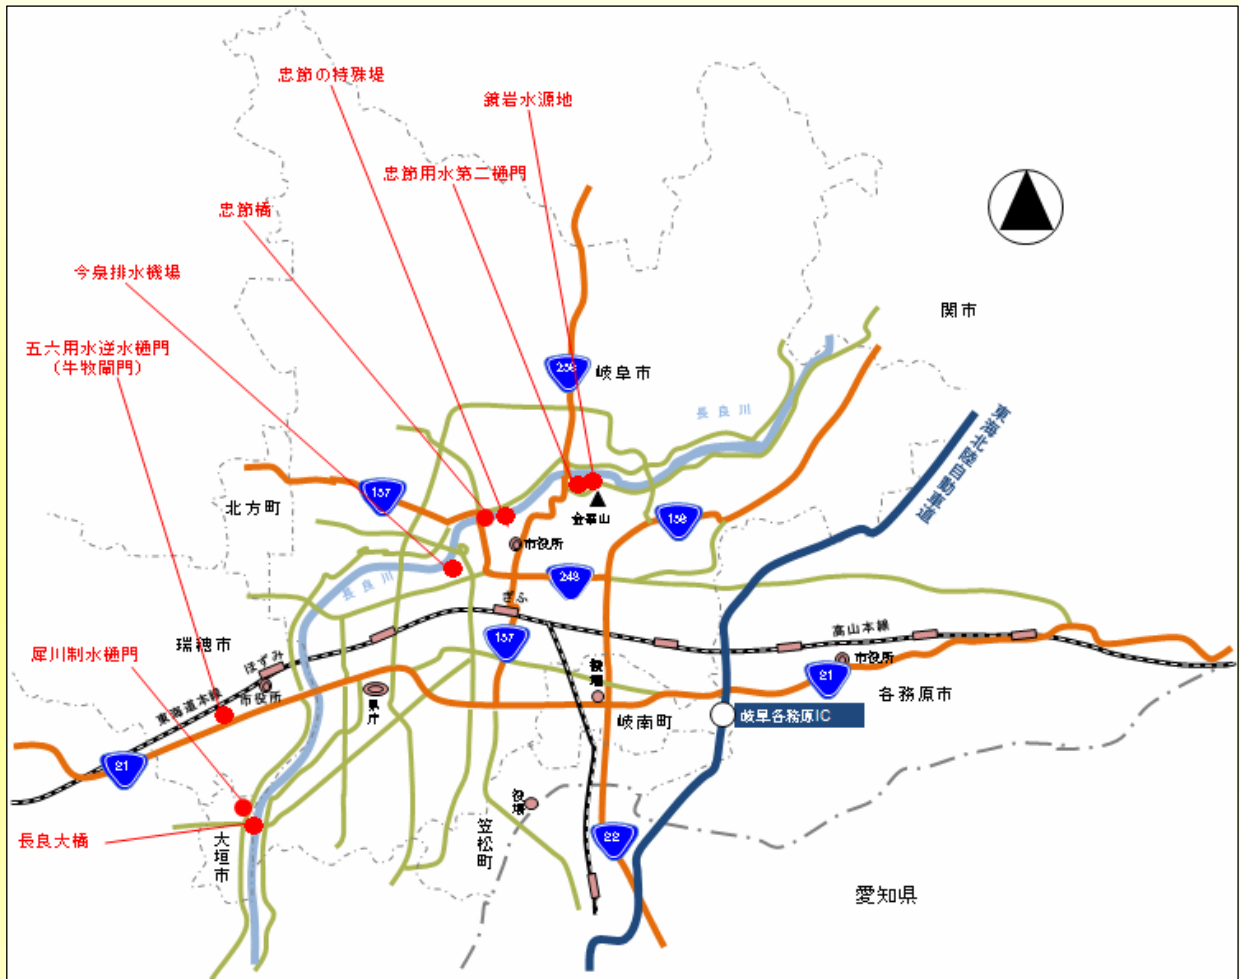 忠節の特殊堤
鏡岩水源地
忠節用水第二樋門
忠節橋
今泉排水機場
五六用水逆水樋門
（牛牧閘門）
関市
256
岐阜市
長良川
東海北陸自動車道
157
北方町
156
金華山
市役所
248
長良川
ぎふ
157
高山本線
瑞穂市
ほずみ
犀川制水樋門
市役所
東海道本線
県庁
役場
市役所
21
各務原市
岐南町
岐阜各務原IC
21
役場
長良大橋
大垣市
笠松町
22
愛知県